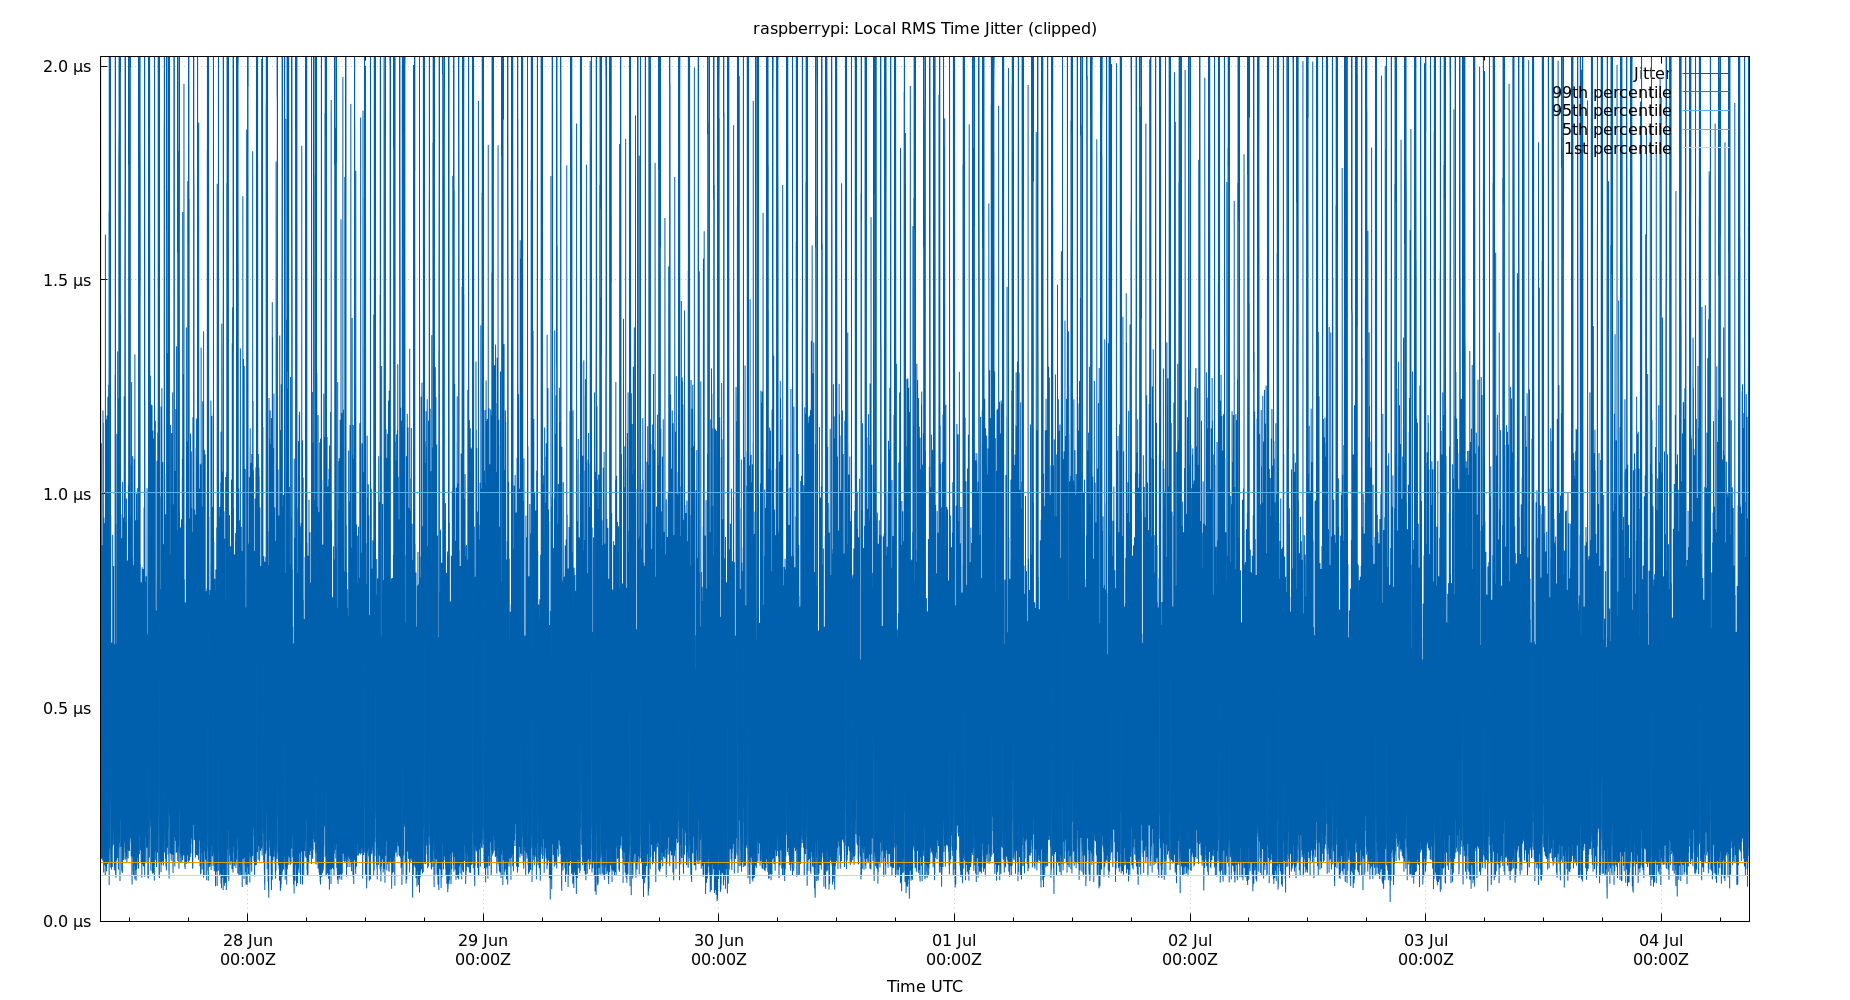 raspberrypi: Local RMS Time Jitter (clipped)
2.0 µs
1.5 µs
1.0 µs
0.5 µs
0.0 µs
Jitter
99th percentile
95th percentile
5th percentile
1st percentile
28 Jun 29 Jun 30 Jun 01 Jul 02 Jul 03 Jul 04 Jul
00:00Z 00:00Z 00:00Z 00:00Z 00:00Z 00:00Z 00:00Z
Time UTC